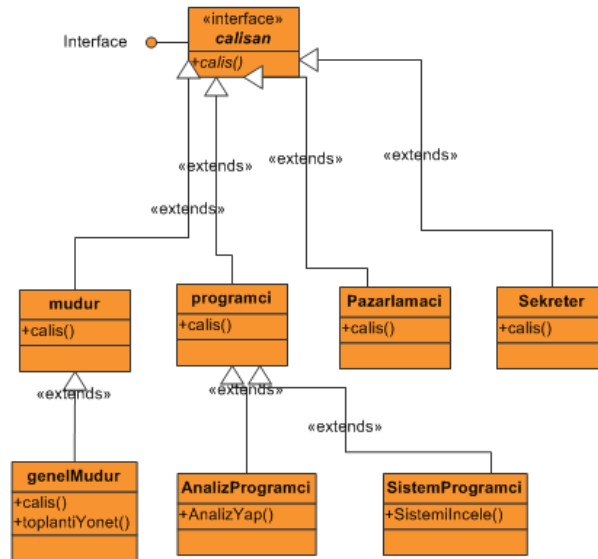 «interface»
Interface
calisan
+calis()
«extends»
«extends»
«extends»
«extends»
mudur
+calis()
programci
+calis()
Pazarlamaci
+calis()
Sekreter
+calis()
«extends»
«extends»
«extends»
genelMudur
+calis()
+toplantiYonet()
AnalizProgramci
+AnalizYap()
SistemProgramci
+SistemiIncele()